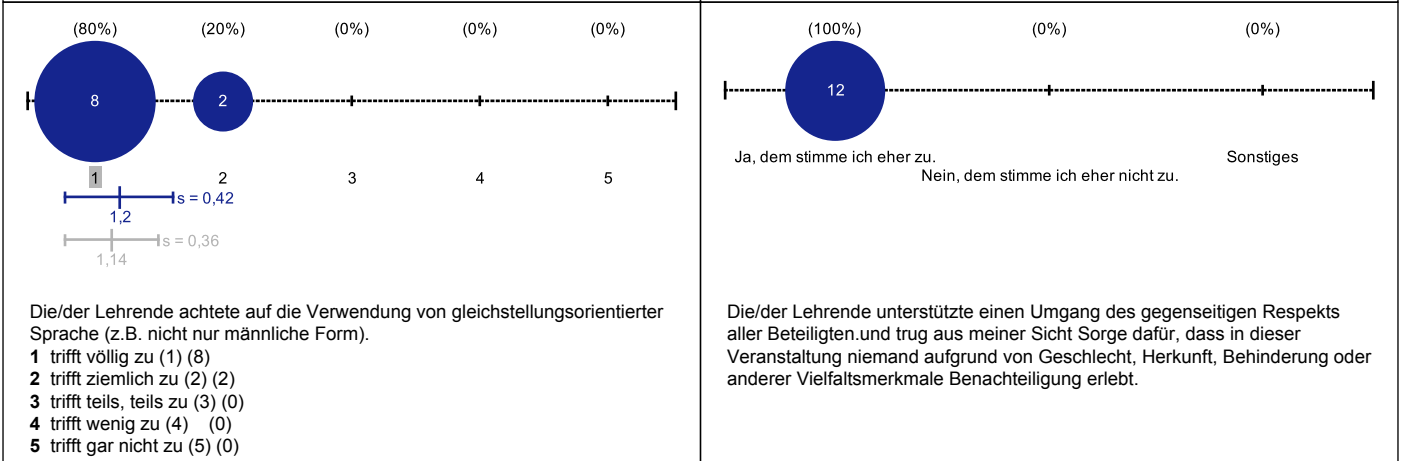 (80%) (20%) (0%) (0%) (0%)
8 2
1 2 3 4 5
s = 0,42
1,2
s = 0,36
1,14
Die/der Lehrende achtete auf die Verwendung von gleichstellungsorientierter
Sprache (z.B. nicht nur männliche Form).
1 trifft völlig zu (1) (8)
2 trifft ziemlich zu (2) (2)
3 trifft teils, teils zu (3) (0)
4 trifft wenig zu (4) (0)
5 trifft gar nicht zu (5) (0)
(100%) (0%) (0%)
12
Ja, dem stimme ich eher zu. Sonstiges
Nein, dem stimme ich eher nicht zu.
Die/der Lehrende unterstützte einen Umgang des gegenseitigen Respekts
aller Beteiligten.und trug aus meiner Sicht Sorge dafür, dass in dieser
Veranstaltung niemand aufgrund von Geschlecht, Herkunft, Behinderung oder
anderer Vielfaltsmerkmale Benachteiligung erlebt.